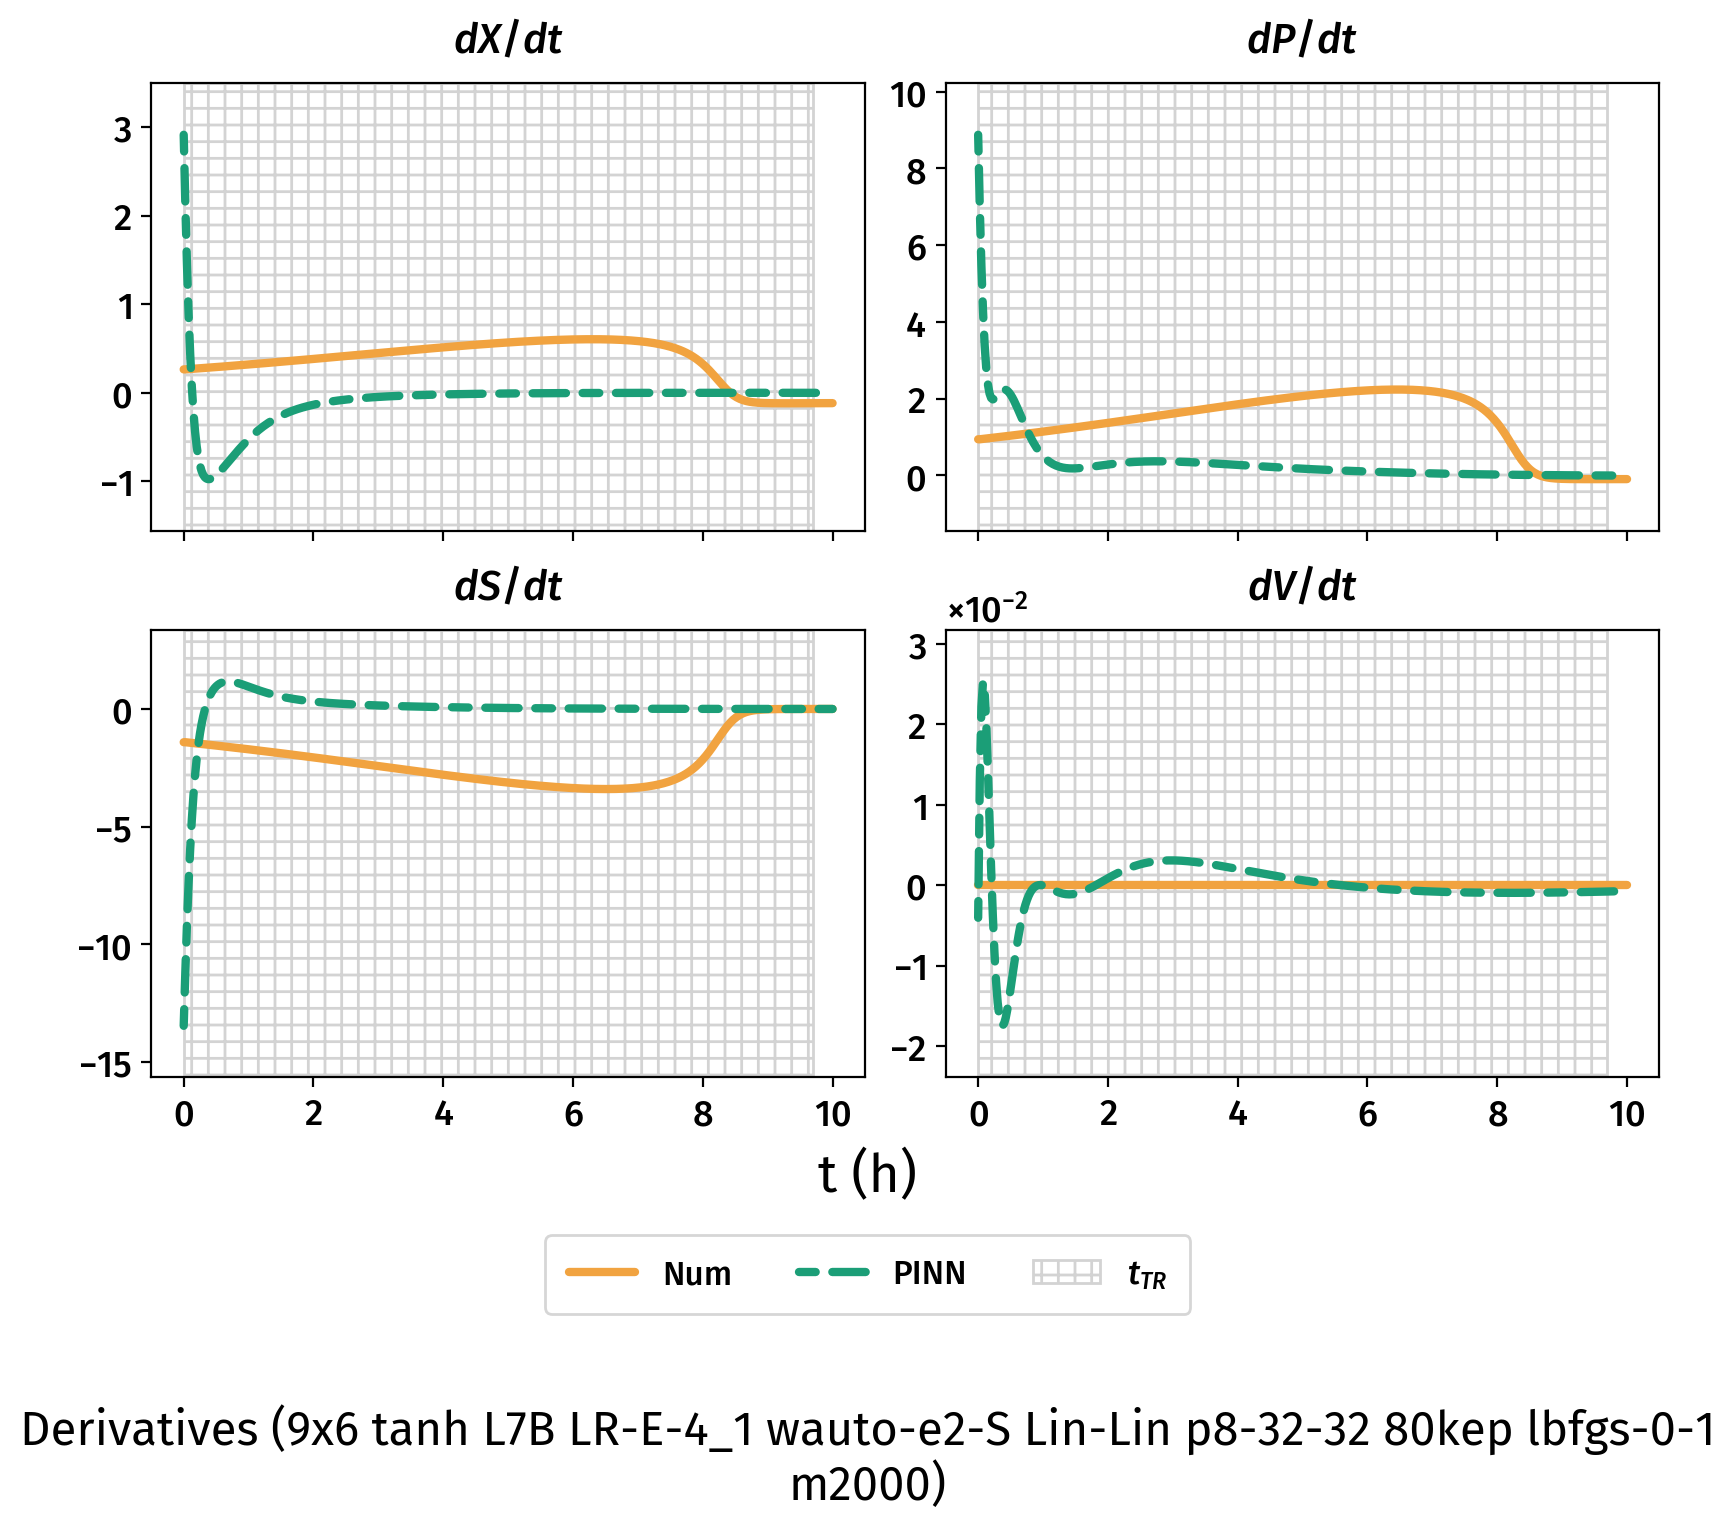 dX/dt
dP/dt
3
2
1
0
−1
10
8
6
4
2
0
dS/dt
dV/dt
×10⁻²
0
−5
−10
−15
3
2
1
0
−1
−2
0 2 4 6 8 10
0 2 4 6 8 10
t (h)
Num PINN t_TR
Derivatives (9x6 tanh L7B LR-E-4_1 wauto-e2-S Lin-Lin p8-32-32 80kep lbfgs-0-1
m2000)